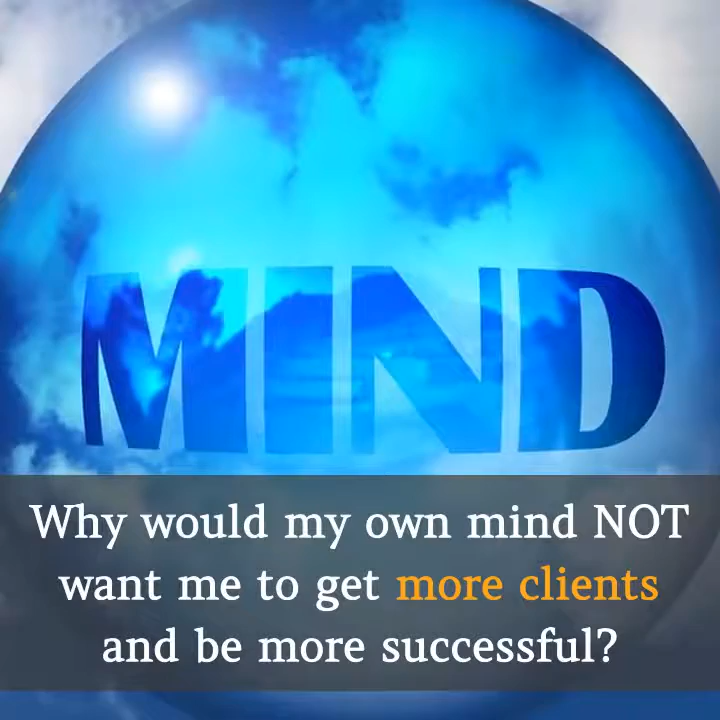 MIND
Why would my own mind NOT
want me to get more clients
and be more successful?